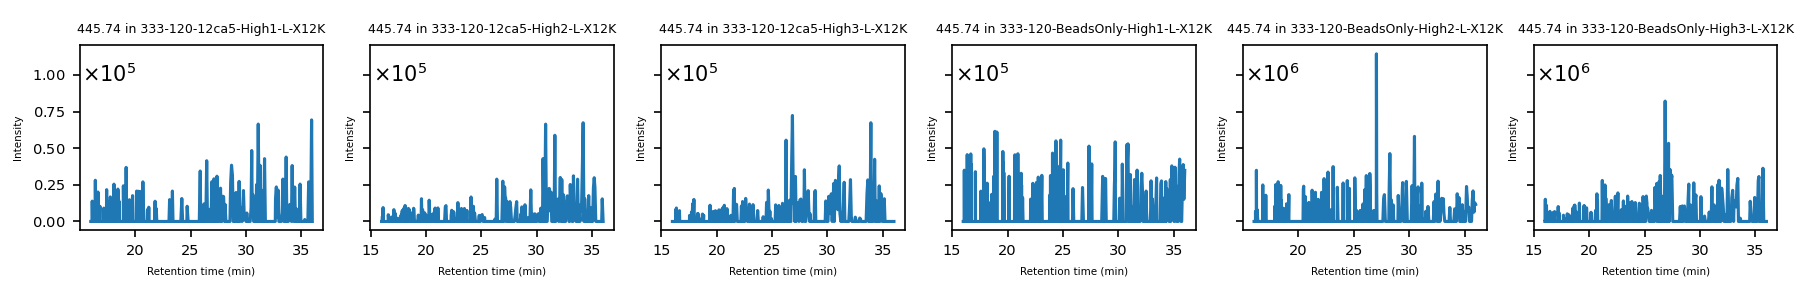 445.74 in 333-120-12ca5-High1-L-X12K
445.74 in 333-120-12ca5-High2-L-X12K
445.74 in 333-120-12ca5-High3-L-X12K
445.74 in 333-120-BeadsOnly-High1-L-X12K
445.74 in 333-120-BeadsOnly-High2-L-X12K
445.74 in 333-120-BeadsOnly-High3-L-X12K
×10⁵
×10⁵
×10⁵
×10⁵
×10⁶
×10⁶
1.00
0.75
0.50
0.25
0.00
Intensity
Intensity
Intensity
Intensity
Intensity
Intensity
20 25 30 35
15 20 25 30 35
15 20 25 30 35
15 20 25 30 35
20 25 30 35
20 25 30 35
Retention time (min)
Retention time (min)
Retention time (min)
Retention time (min)
Retention time (min)
Retention time (min)